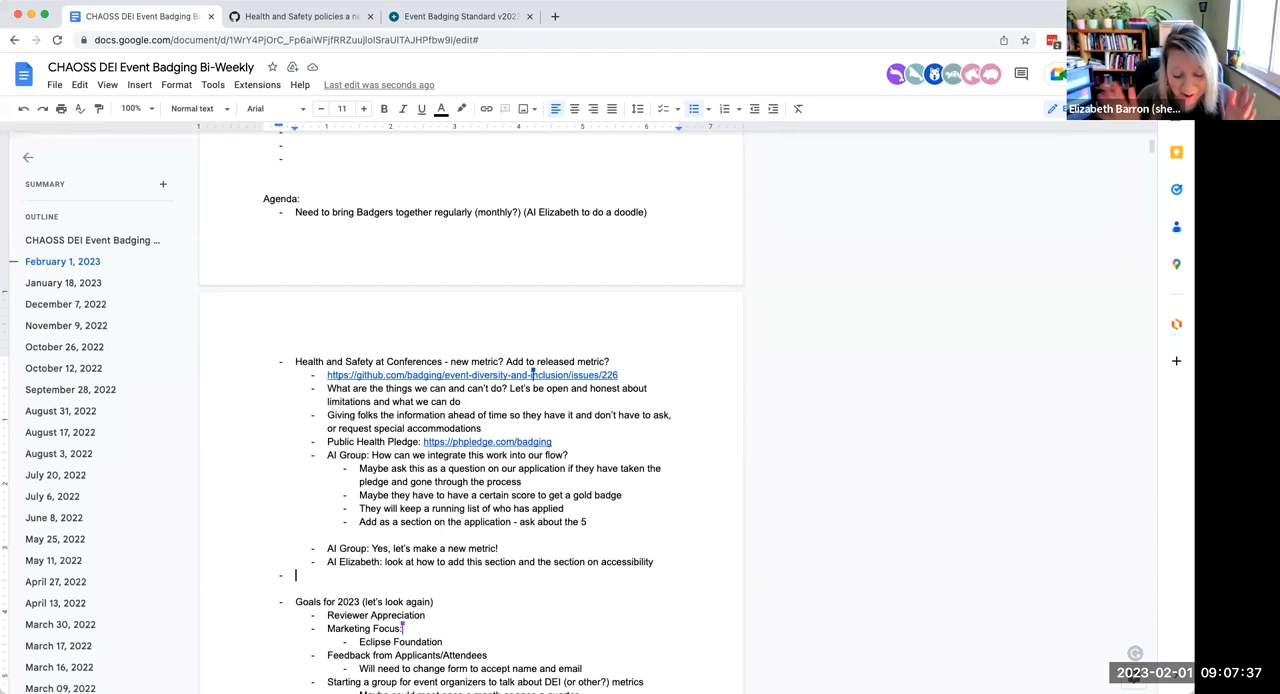 CHAOSS DEI Event Badging Bi
Health and Safety policies a ne
Event Badging Standard v2023
docs.google.com/document/d/1WrY4PjOrC_Fp6aiWFjfRRZuujlolSraUlTAJHPfbw9I/edit#
2
CHAOSS DEI Event Badging Bi-Weekly
File Edit View Insert Format Tools Extensions Help Last edit was seconds ago
100% Normal text Arial 11
Elizabeth Barron (she...
1 1 2 3 4 5 6 7
SUMMARY
OUTLINE
CHAOSS DEI Event Badging ...
February 1, 2023
January 18, 2023
December 7, 2022
November 9, 2022
October 26, 2022
October 12, 2022
September 28, 2022
August 31, 2022
August 17, 2022
August 3, 2022
July 20, 2022
July 6, 2022
June 8, 2022
May 25, 2022
May 11, 2022
April 27, 2022
April 13, 2022
March 30, 2022
March 17, 2022
March 16, 2022
March 09, 2022
-
-
-
Agenda:
- Need to bring Badgers together regularly (monthly?) (AI Elizabeth to do a doodle)
- Health and Safety at Conferences - new metric? Add to released metric?
- https://github.com/badging/event-diversity-and-inclusion/issues/226
- What are the things we can and can't do? Let's be open and honest about
limitations and what we can do
- Giving folks the information ahead of time so they have it and don't have to ask,
or request special accommodations
- Public Health Pledge: https://phpledge.com/badging
- AI Group: How can we integrate this work into our flow?
- Maybe ask this as a question on our application if they have taken the
pledge and gone through the process
- Maybe they have to have a certain score to get a gold badge
- They will keep a running list of who has applied
- Add as a section on the application - ask about the 5
- AI Group: Yes, let's make a new metric!
- AI Elizabeth: look at how to add this section and the section on accessibility
-
- Goals for 2023 (let's look again)
- Reviewer Appreciation
- Marketing Focus:
- Eclipse Foundation
- Feedback from Applicants/Attendees
- Will need to change form to accept name and email
- Starting a group for event organizers to talk about DEI (or other?) metrics
2023-02-01 09:07:37